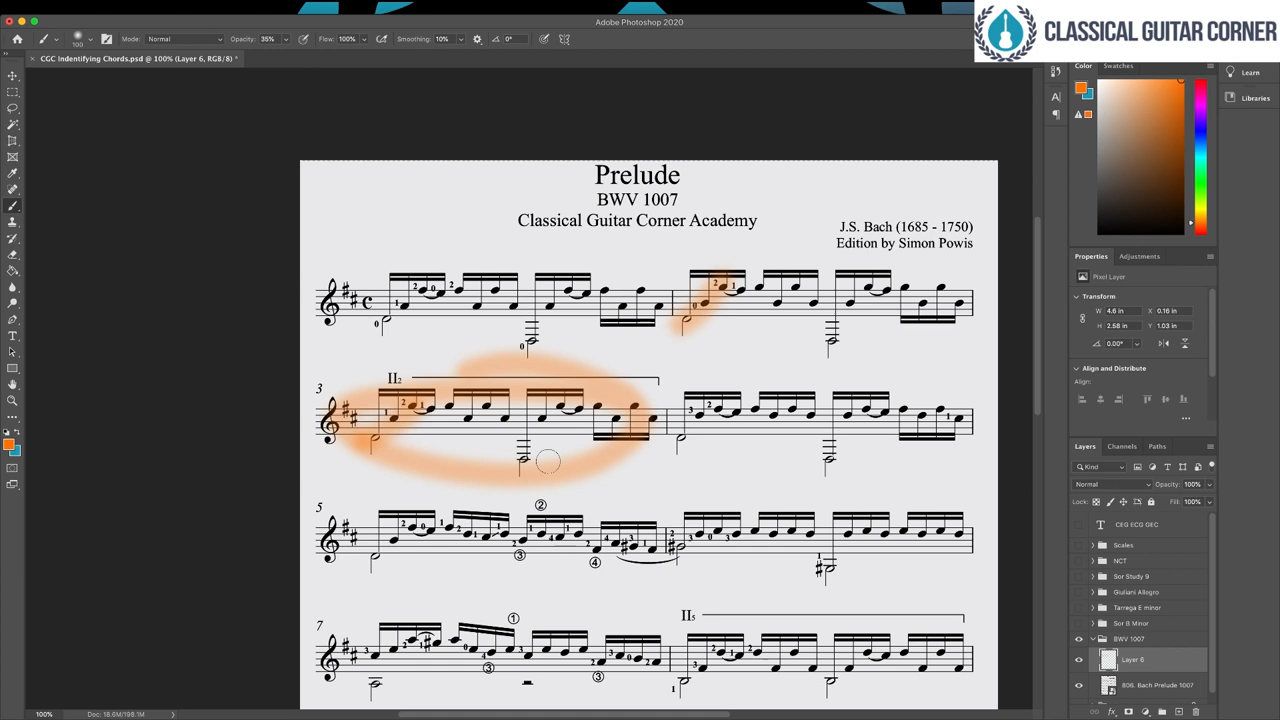 Adobe Photoshop 2020
CLASSICAL GUITAR CORNER
100
Mode: Normal
Opacity: 35%
Flow: 100%
Smoothing: 10%
0°
CGC Indentifying Chords.psd @ 100% (Layer 6, RGB/8) *
Color
Swatches
Learn
Libraries
Prelude
BWV 1007
Classical Guitar Corner Academy
J.S. Bach (1685 - 1750)
Edition by Simon Powis
3
II2
5
7
II5
Properties
Adjustments
Pixel Layer
Transform
W: 4.6 in
X: 0.16 in
H: 2.58 in
Y: 1.03 in
0.00°
Align and Distribute
Align:
Layers
Channels
Paths
Kind
Normal
Opacity: 100%
Lock:
Fill: 100%
CEG ECG GEC
Scales
NCT
Sor Study 9
Giuliani Allegro
Tarrega E minor
Sor B Minor
BWV 1007
Layer 6
806. Bach Prelude 1007
100%
Doc: 18.6M/198.1M